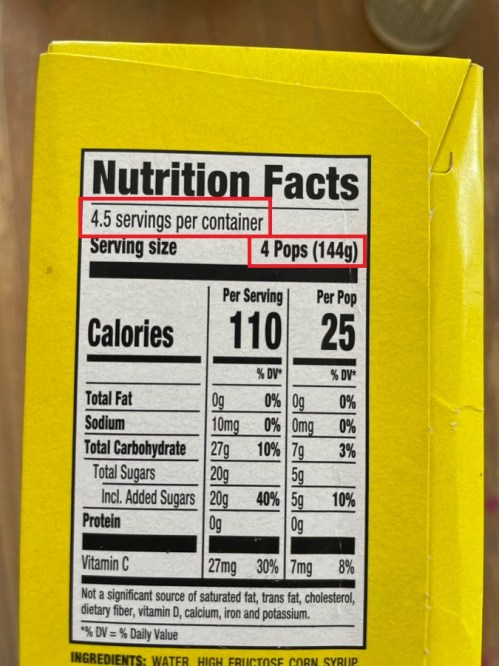 Nutrition Facts
4.5 servings per container
Serving size 4 Pops (144g)
Per Serving Per Pop
Calories 110 25
% DV* % DV*
Total Fat 0g 0% 0g 0%
Sodium 10mg 0% 0mg 0%
Total Carbohydrate 27g 10% 7g 3%
Total Sugars 20g 5g
Incl. Added Sugars 20g 40% 5g 10%
Protein 0g 0g
Vitamin C 27mg 30% 7mg 8%
Not a significant source of saturated fat, trans fat, cholesterol,
dietary fiber, vitamin D, calcium, iron and potassium.
*% DV = % Daily Value
INGREDIENTS: WATER, HIGH FRUCTOSE CORN SYRUP